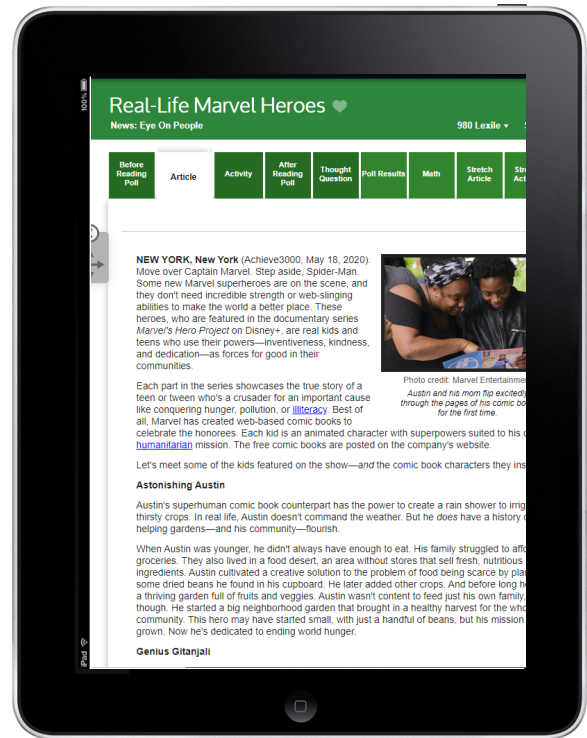 100%
Real-Life Marvel Heroes
News: Eye On People
980 Lexile
Before Reading Poll
Article
Activity
After Reading Poll
Thought Question
Poll Results
Math
Stretch Article
NEW YORK, New York (Achieve3000, May 18, 2020).
Move over Captain Marvel. Step aside, Spider-Man.
Some new Marvel superheroes are on the scene, and
they don't need incredible strength or web-slinging
abilities to make the world a better place. These
heroes, who are featured in the documentary series
Marvel's Hero Project on Disney+, are real kids and
teens who use their powers—inventiveness, kindness,
and dedication—as forces for good in their
communities.
Photo credit: Marvel
Austin and his mom flip excitedly
through the pages of his comic
for the first time.
Each part in the series showcases the true story of a
teen or tween who's a crusader for an important cause
like conquering hunger, pollution, or illiteracy. Best of
all, Marvel has created web-based comic books to
celebrate the honorees. Each kid is an animated character with superpowers suited to his
humanitarian mission. The free comic books are posted on the company's website.
Let's meet some of the kids featured on the show—and the comic book characters they
Astonishing Austin
Austin's superhuman comic book counterpart has the power to create a rain shower to
thirsty crops. In real life, Austin doesn't command the weather. But he does have a history
helping gardens—and his community—flourish.
When Austin was younger, he didn't always have enough to eat. His family struggled to
groceries. They also lived in a food desert, an area without stores that sell fresh, nutritious
ingredients. Austin cultivated a creative solution to the problem of food being scarce by
some dried beans he found in his cupboard. He later added other crops. And before long
a thriving garden full of fruits and veggies. Austin wasn't content to feed just his own family,
though. He started a big neighborhood garden that brought in a healthy harvest for the
community. This hero may have started small, with just a handful of beans, but his mission
grown. Now he's dedicated to ending world hunger.
Genius Gitanjali
iPad